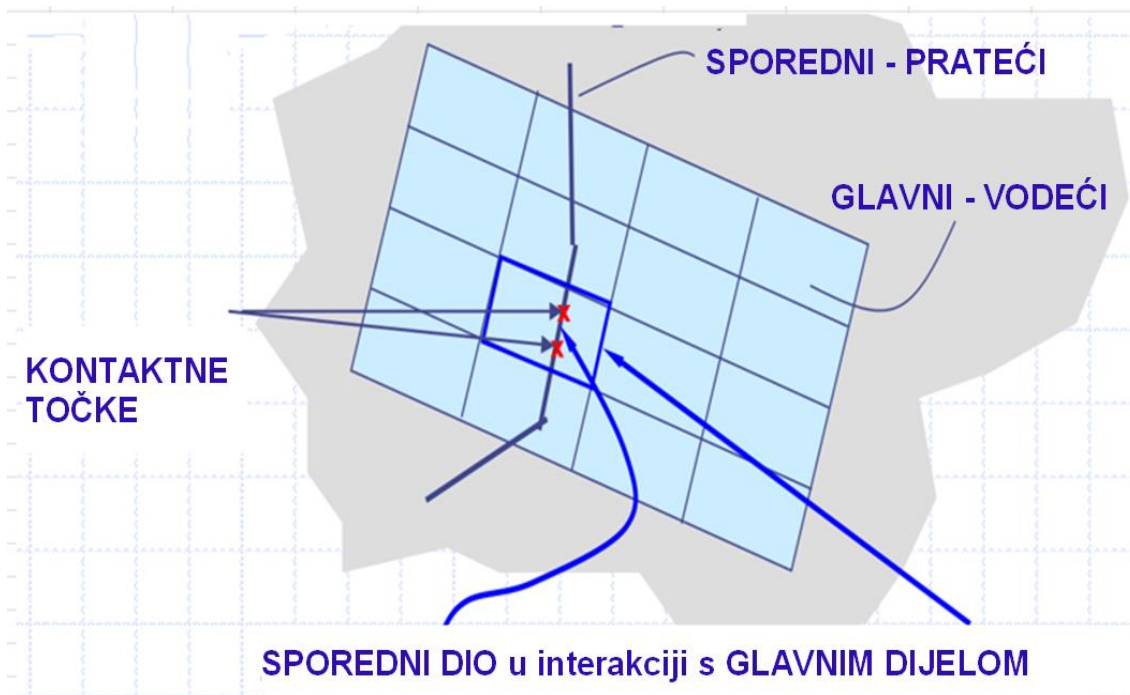 SPOREDNI - PRATEĆI
GLAVNI - VODEĆI
KONTAKTNE
TOČKE
x
x
SPOREDNI DIO u interakciji s GLAVNIM DIJELOM